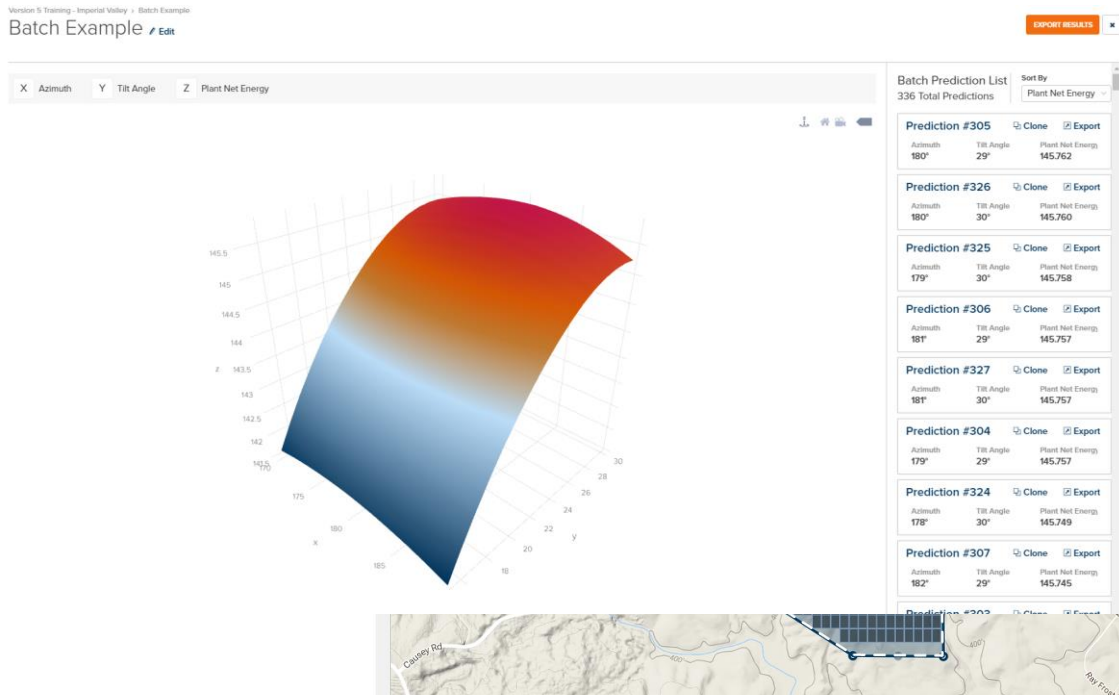 Version 5 Training - Imperial Valley › Batch Example
Batch Example Edit
EXPORT RESULTS ×
X Azimuth Y Tilt Angle Z Plant Net Energy
145.5
145
144.5
144
z 143.5
143
142.5
142
170
175
180
185
x
18
20
22
24
26
28
30
y
Batch Prediction List
336 Total Predictions
Sort By
Plant Net Energy
Prediction #305 Clone Export
Azimuth Tilt Angle Plant Net Energy
180° 29° 145.762
Prediction #326 Clone Export
Azimuth Tilt Angle Plant Net Energy
180° 30° 145.760
Prediction #325 Clone Export
Azimuth Tilt Angle Plant Net Energy
179° 30° 145.758
Prediction #306 Clone Export
Azimuth Tilt Angle Plant Net Energy
181° 29° 145.757
Prediction #327 Clone Export
Azimuth Tilt Angle Plant Net Energy
181° 30° 145.757
Prediction #304 Clone Export
Azimuth Tilt Angle Plant Net Energy
179° 29° 145.757
Prediction #324 Clone Export
Azimuth Tilt Angle Plant Net Energy
178° 30° 145.749
Prediction #307 Clone Export
Azimuth Tilt Angle Plant Net Energy
182° 29° 145.745
Causey Rd
400'
400'